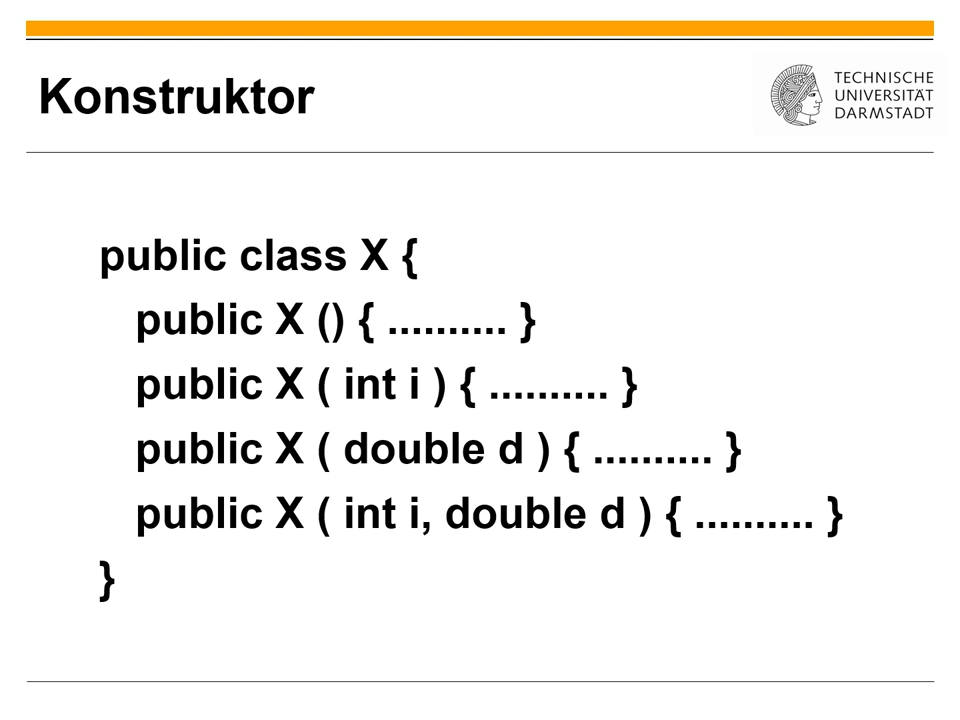 Konstruktor
TECHNISCHE
UNIVERSITÄT
DARMSTADT
public class X {
public X () { .......... }
public X ( int i ) { .......... }
public X ( double d ) { .......... }
public X ( int i, double d ) { .......... }
}